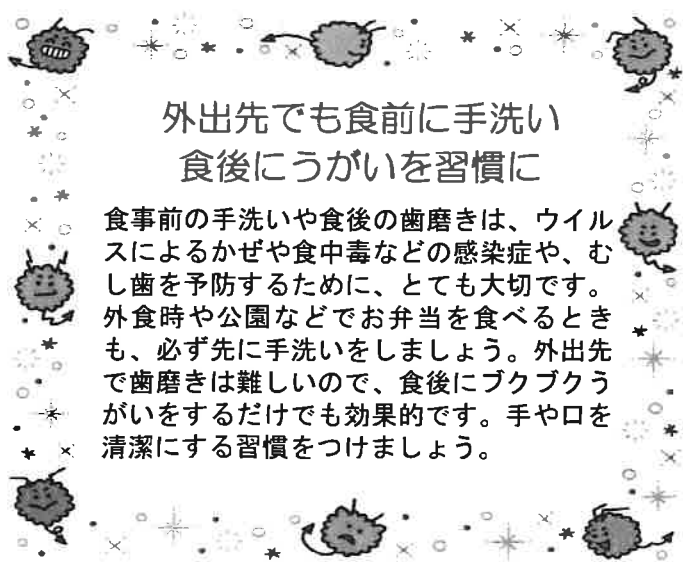 外出先でも食前に手洗い
食後にうがいを習慣に
食事前の手洗いや食後の歯磨きは、ウイル
スによるかぜや食中毒などの感染症や、む
し歯を予防するために、とても大切です。
外食時や公園などでお弁当を食べるとき
も、必ず先に手洗いをしましょう。外出先
で歯磨きは難しいので、食後にブクブクう
がいをするだけでも効果的です。手や口を
清潔にする習慣をつけましょう。